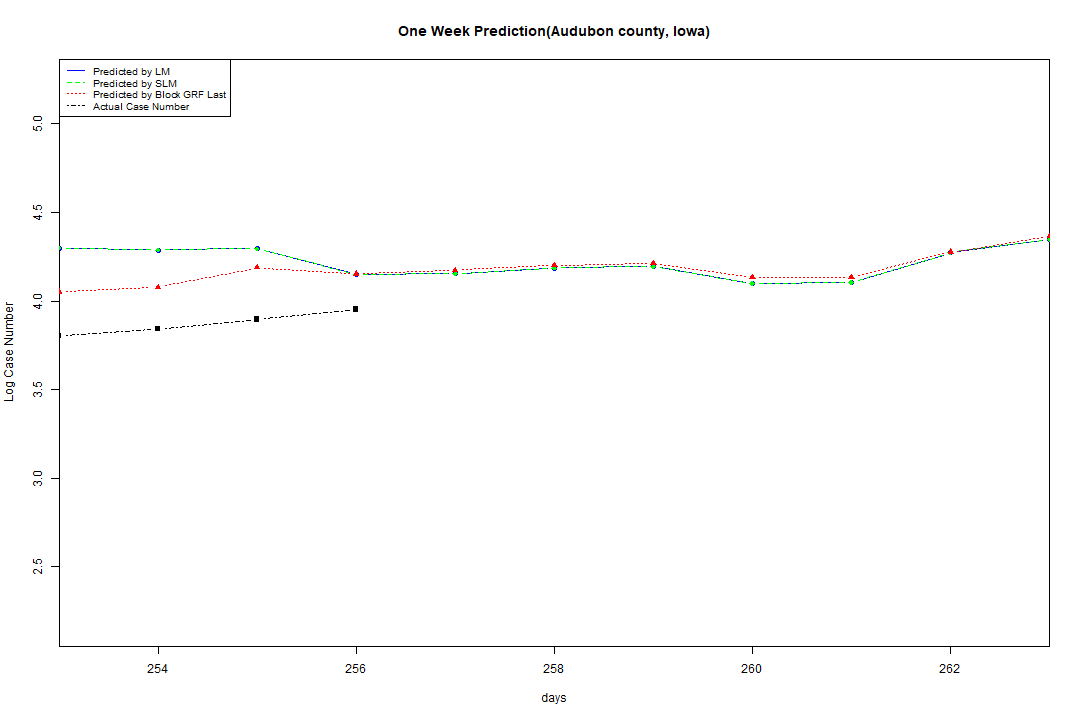 One Week Prediction(Audubon county, Iowa)
Predicted by LM
Predicted by SLM
Predicted by Block GRF Last
Actual Case Number
5.0
4.5
4.0
3.5
3.0
2.5
Log Case Number
254 256 258 260 262
days